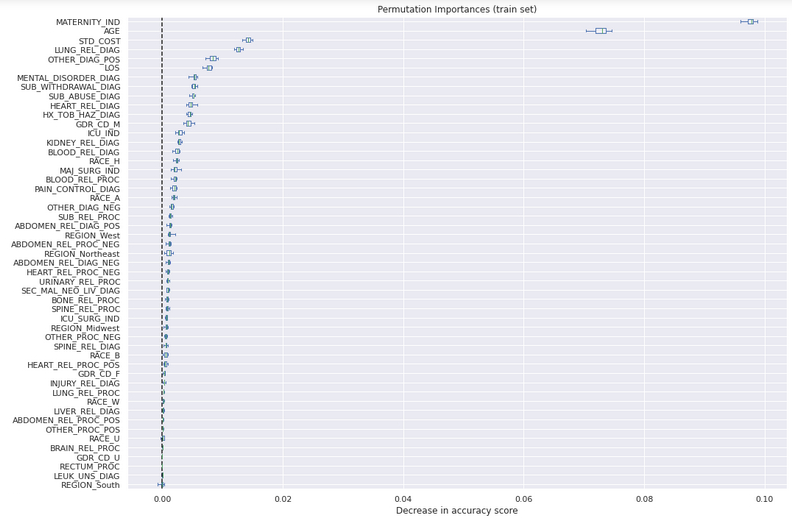 Permutation Importances (train set)
MATERNITY_IND
AGE
STD_COST
LUNG_REL_DIAG
OTHER_DIAG_POS
LOS
MENTAL_DISORDER_DIAG
SUB_WITHDRAWAL_DIAG
SUB_ABUSE_DIAG
HEART_REL_DIAG
HX_TOB_HAZ_DIAG
GDR_CD_M
ICU_IND
KIDNEY_REL_DIAG
BLOOD_REL_DIAG
RACE_H
MAJ_SURG_IND
BLOOD_REL_PROC
PAIN_CONTROL_DIAG
RACE_A
OTHER_DIAG_NEG
SUB_REL_PROC
ABDOMEN_REL_DIAG_POS
REGION_West
ABDOMEN_REL_PROC_NEG
REGION_Northeast
ABDOMEN_REL_DIAG_NEG
HEART_REL_PROC_NEG
URINARY_REL_PROC
SEC_MAL_NEO_LIV_DIAG
BONE_REL_PROC
SPINE_REL_PROC
ICU_SURG_IND
REGION_Midwest
OTHER_PROC_NEG
SPINE_REL_DIAG
RACE_B
HEART_REL_PROC_POS
GDR_CD_F
INJURY_REL_DIAG
LUNG_REL_PROC
RACE_W
LIVER_REL_DIAG
ABDOMEN_REL_PROC_POS
OTHER_PROC_POS
RACE_U
BRAIN_REL_PROC
GDR_CD_U
RECTUM_PROC
LEUK_UNS_DIAG
REGION_South
0.00 0.02 0.04 0.06 0.08 0.10
Decrease in accuracy score